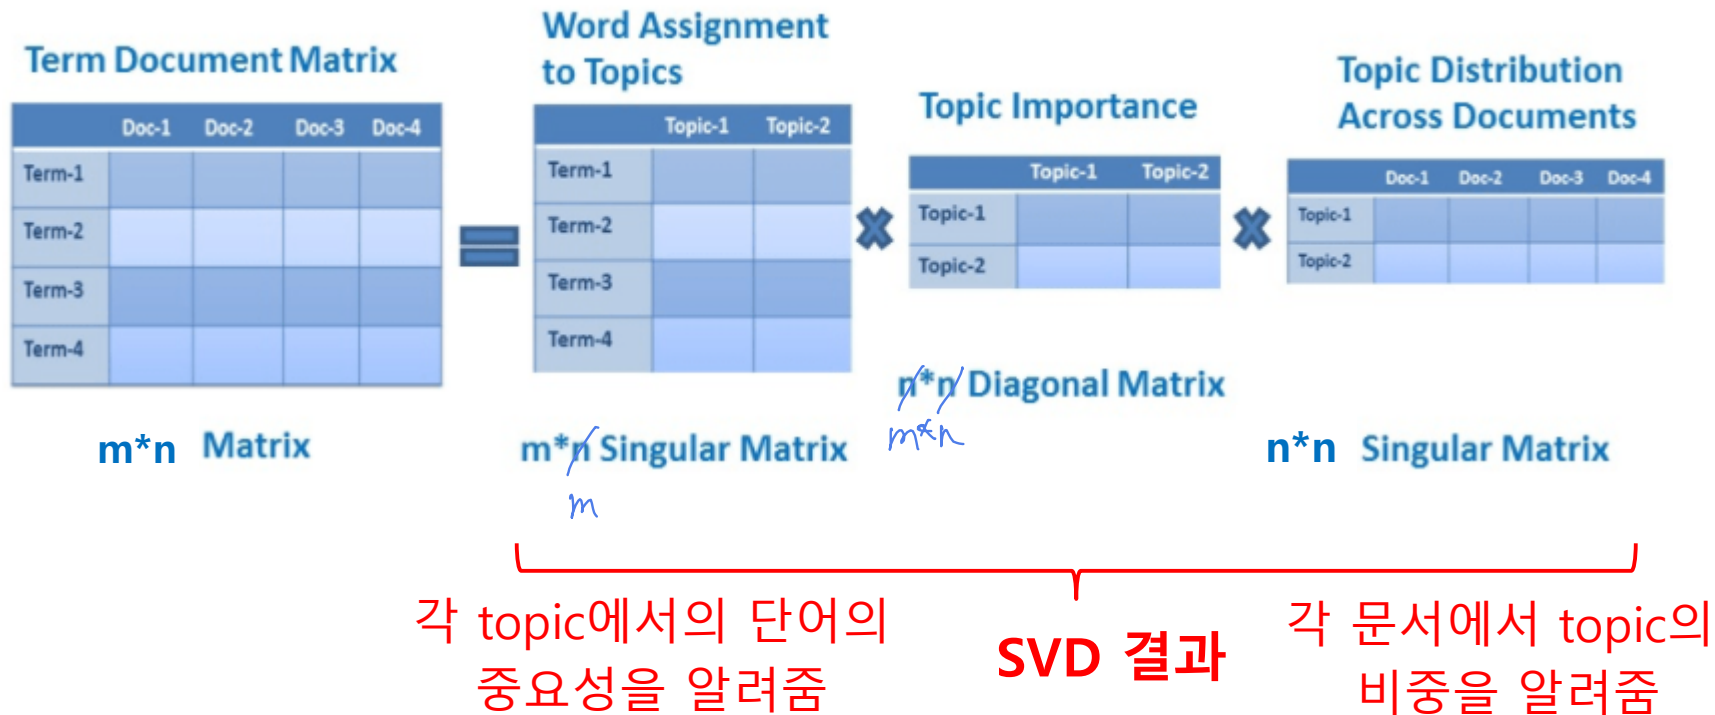 Term Document Matrix
Doc-1 Doc-2 Doc-3 Doc-4
Term-1
Term-2
Term-3
Term-4
m*n Matrix
Word Assignment
to Topics
Topic-1 Topic-2
Term-1
Term-2
Term-3
Term-4
m*n Singular Matrix
m
Topic Importance
Topic-1 Topic-2
Topic-1
Topic-2
n*n Diagonal Matrix
m*n
Topic Distribution
Across Documents
Doc-1 Doc-2 Doc-3 Doc-4
Topic-1
Topic-2
n*n Singular Matrix
각 topic에서의 단어의
중요성을 알려줌
SVD 결과
각 문서에서 topic의
비중을 알려줌